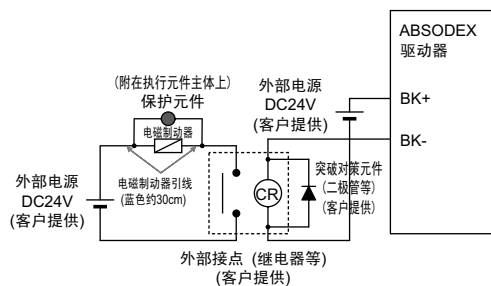 ABSODEX
驱动器
BK+
BK-
外部电源
DC24V
(客户提供)
(附在执行元件主体上)
保护元件
电磁制动器
电磁制动器引线
(蓝色约30cm)
外部电源
DC24V
(客户提供)
CR
突破对策元件
(二极管等)
(客户提供)
外部接点 (继电器等)
(客户提供)